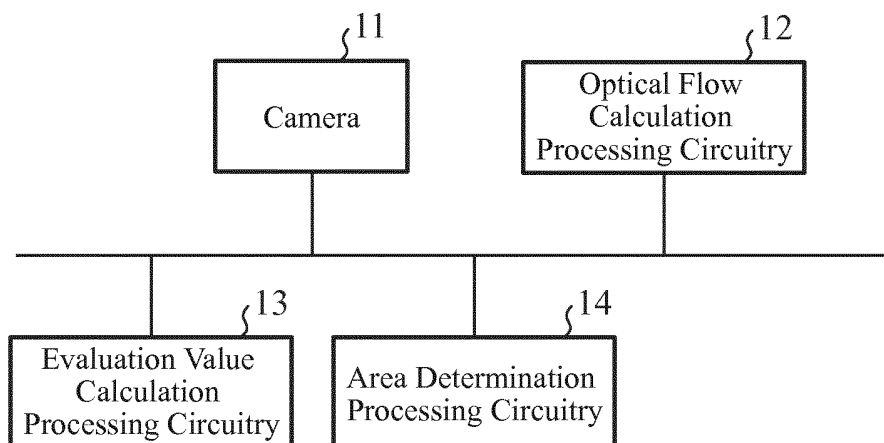 11
Camera
12
Optical Flow
Calculation
Processing Circuitry
13
Evaluation Value
Calculation
Processing Circuitry
14
Area Determination
Processing Circuitry